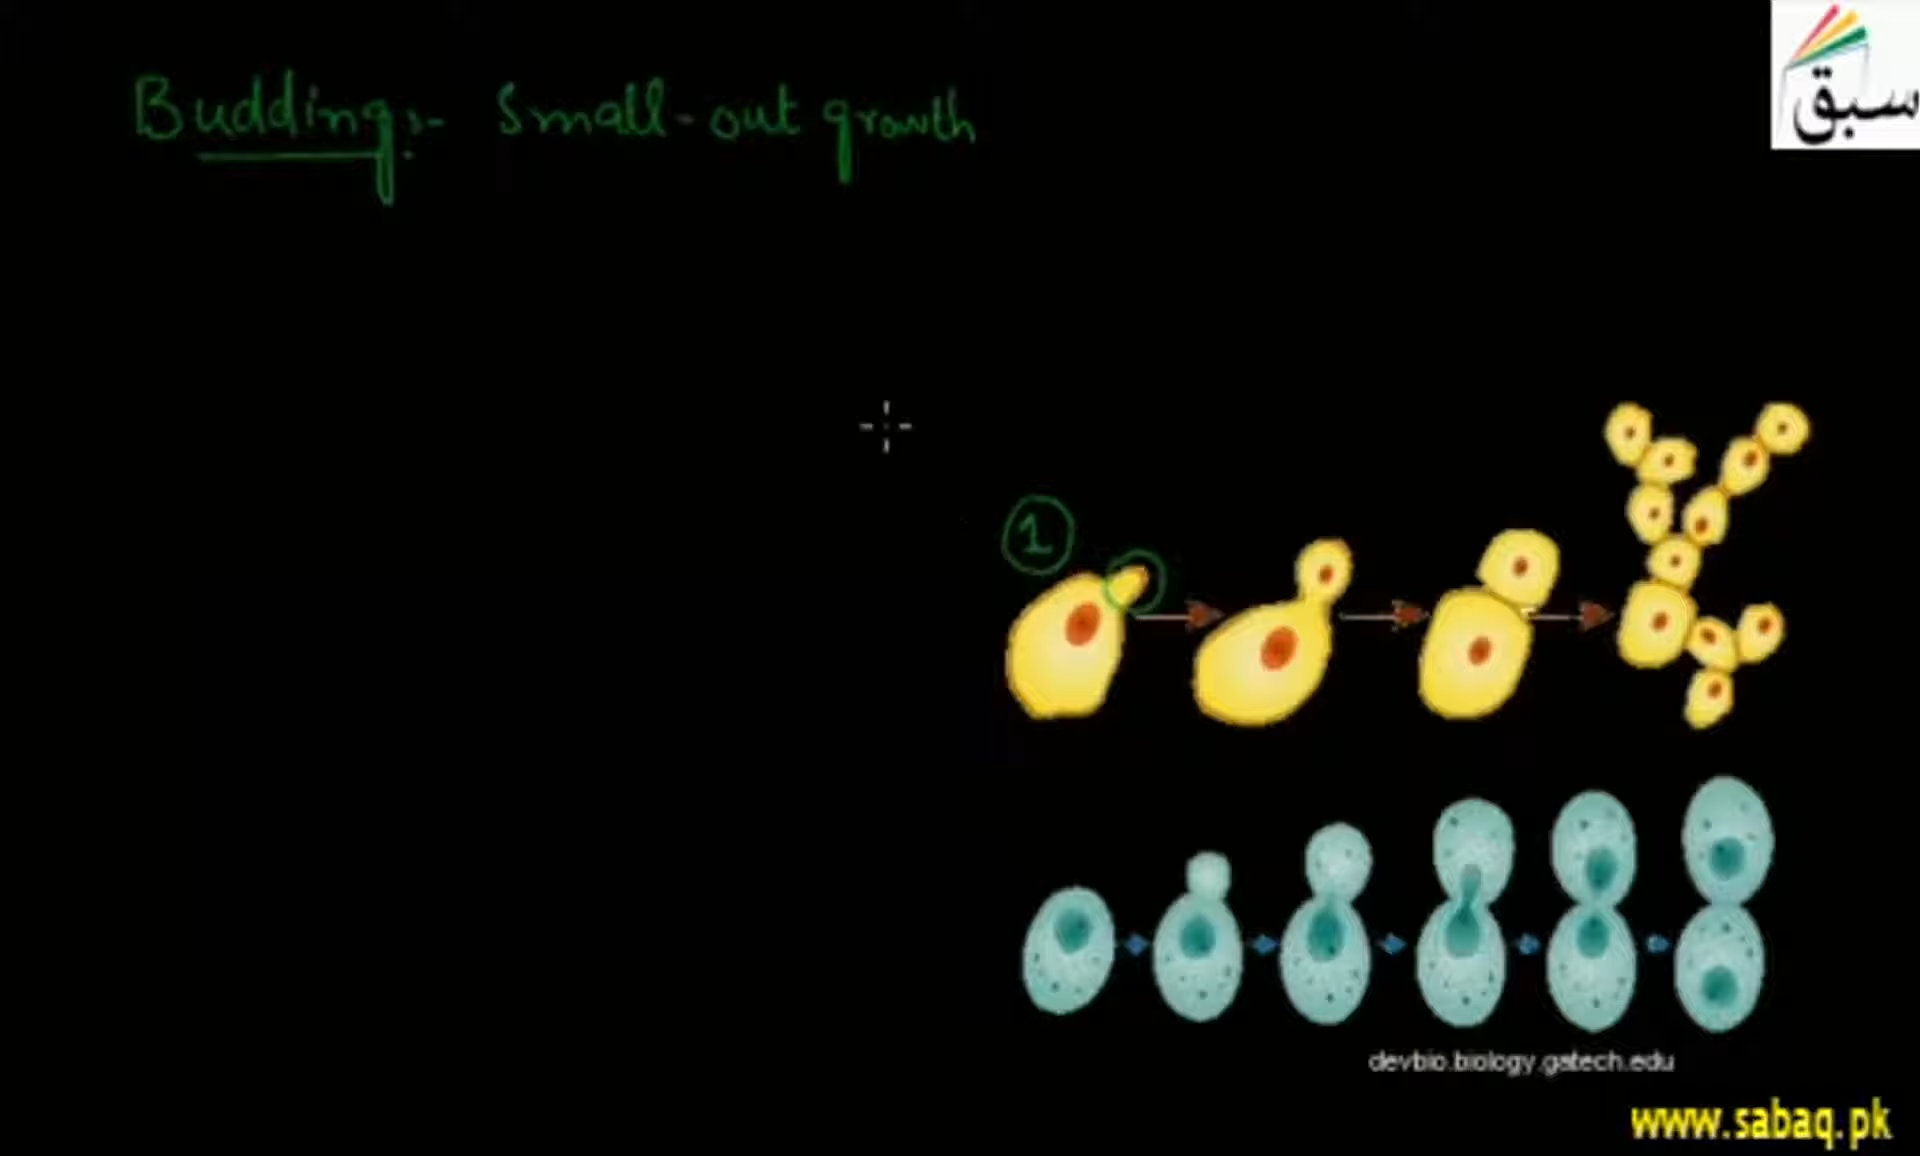 Budding:- Small-out growth
سبق
1
devbio.biology.gatech.edu
www.sabaq.pk